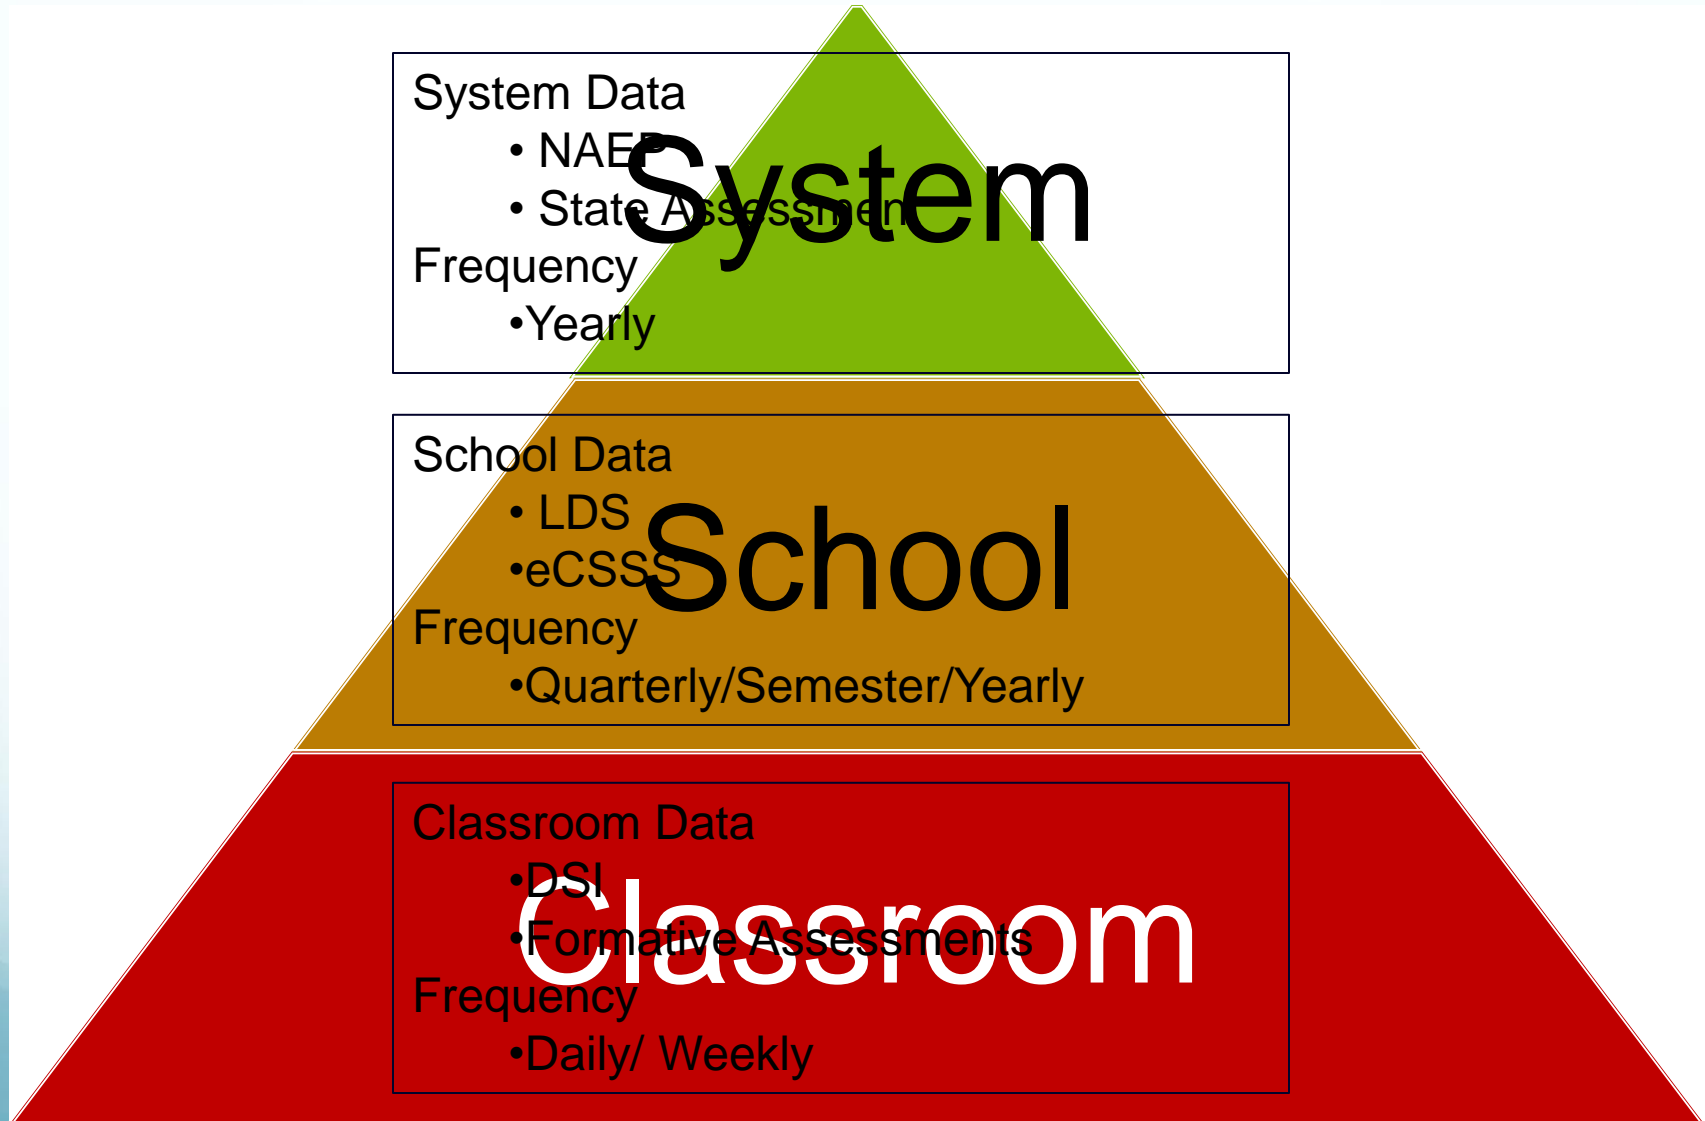 System Data
• NAEP
• State Assessment
Frequency
•Yearly
System
School Data
• LDS
•eCSSS
Frequency
•Quarterly/Semester/Yearly
School
Classroom Data
•DSI
•Formative Assessments
Frequency
•Daily/ Weekly
Classroom